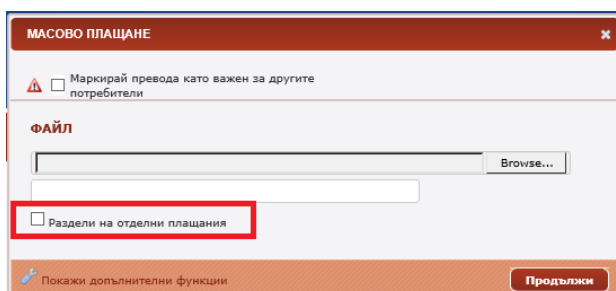 МАСОВО ПЛАЩАНЕ
Маркирай превода като важен за другите
потребители
ФАЙЛ
Browse...
Раздели на отделни плащания
Покажи допълнителни функции
Продължи